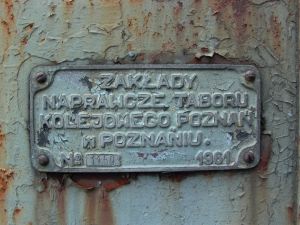 ZAKŁADY
NAPRAWCZE TABORU
KOLEJOWEGO POZNAŃ
W POZNANIU.
Nº 1961.